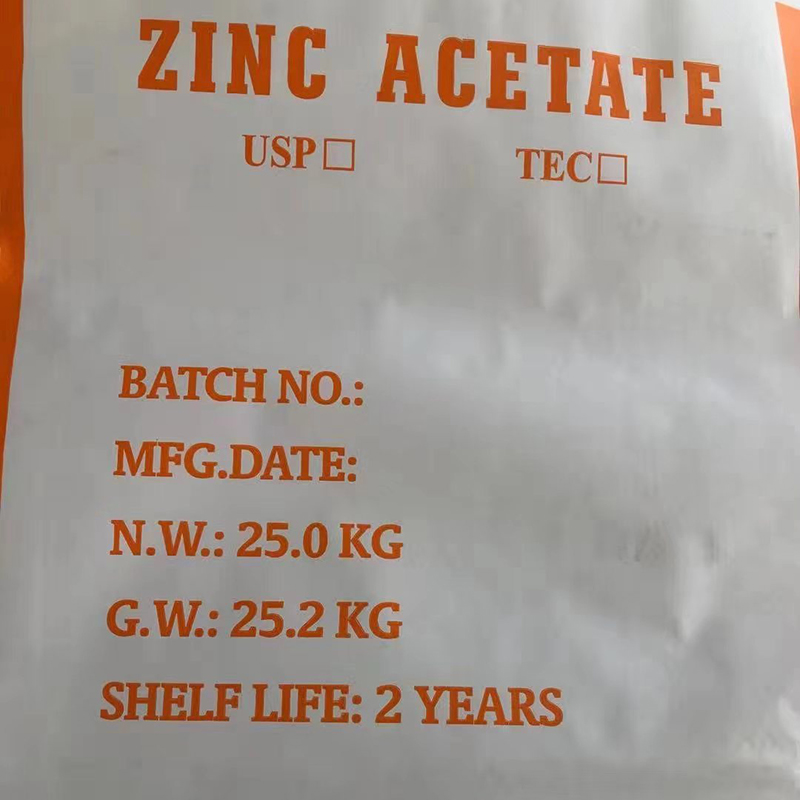 ZINC ACETATE
USP☐ TEC☐
BATCH NO.:
MFG.DATE:
N.W.: 25.0 KG
G.W.: 25.2 KG
SHELF LIFE: 2 YEARS